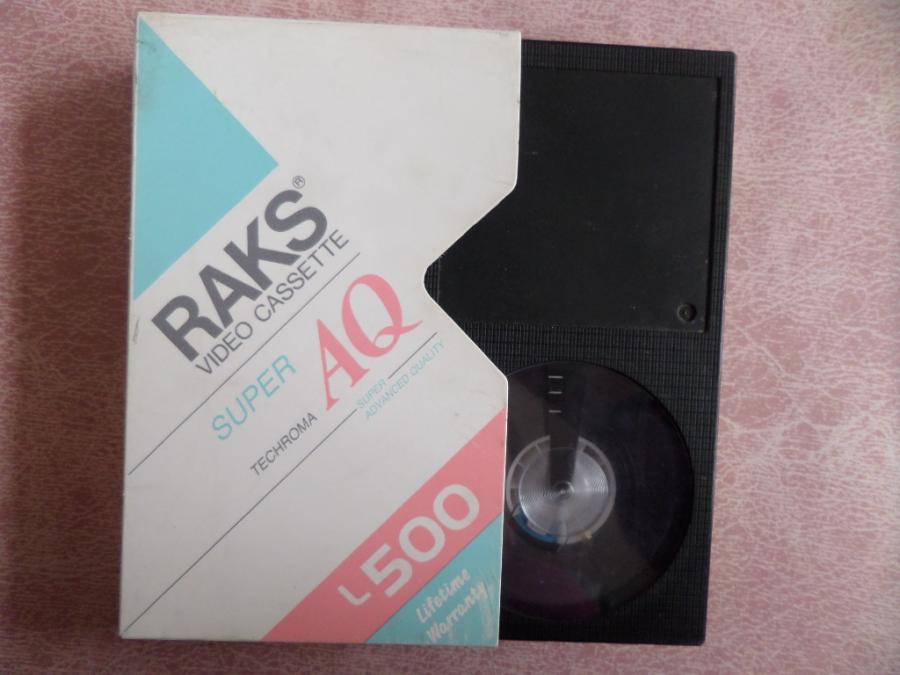 RAKS®
VIDEO CASSETTE
SUPER AQ
TECHROMA
SUPER
ADVANCED QUALITY
L500
Lifetime
Warranty